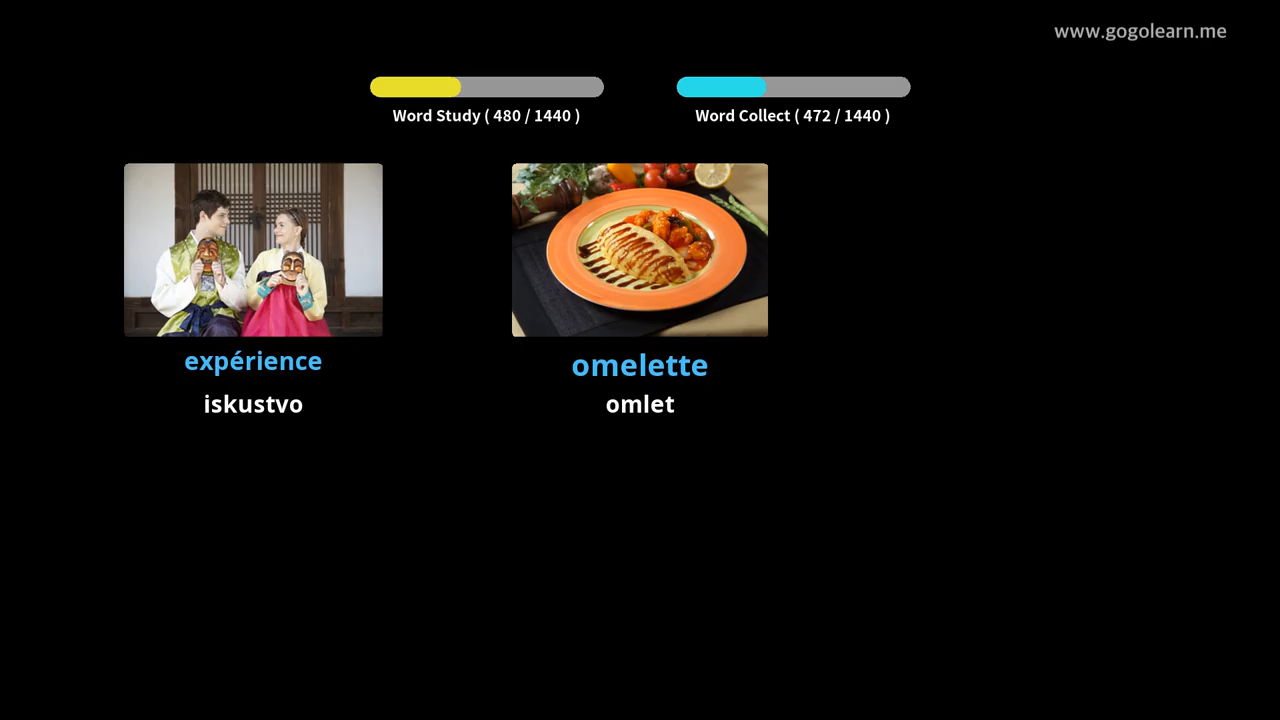 www.gogolearn.me
Word Study ( 480 / 1440 )
Word Collect ( 472 / 1440 )
expérience
omelette
iskustvo
omlet